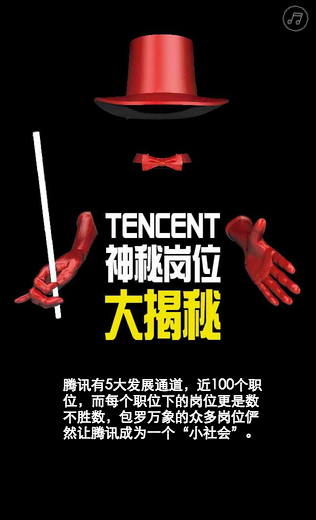 TENCENT
神秘岗位
大揭秘
腾讯有5大发展通道，近100个职
位，而每个职位下的岗位更是数
不胜数，包罗万象的众多岗位俨
然让腾讯成为一个“小社会”。